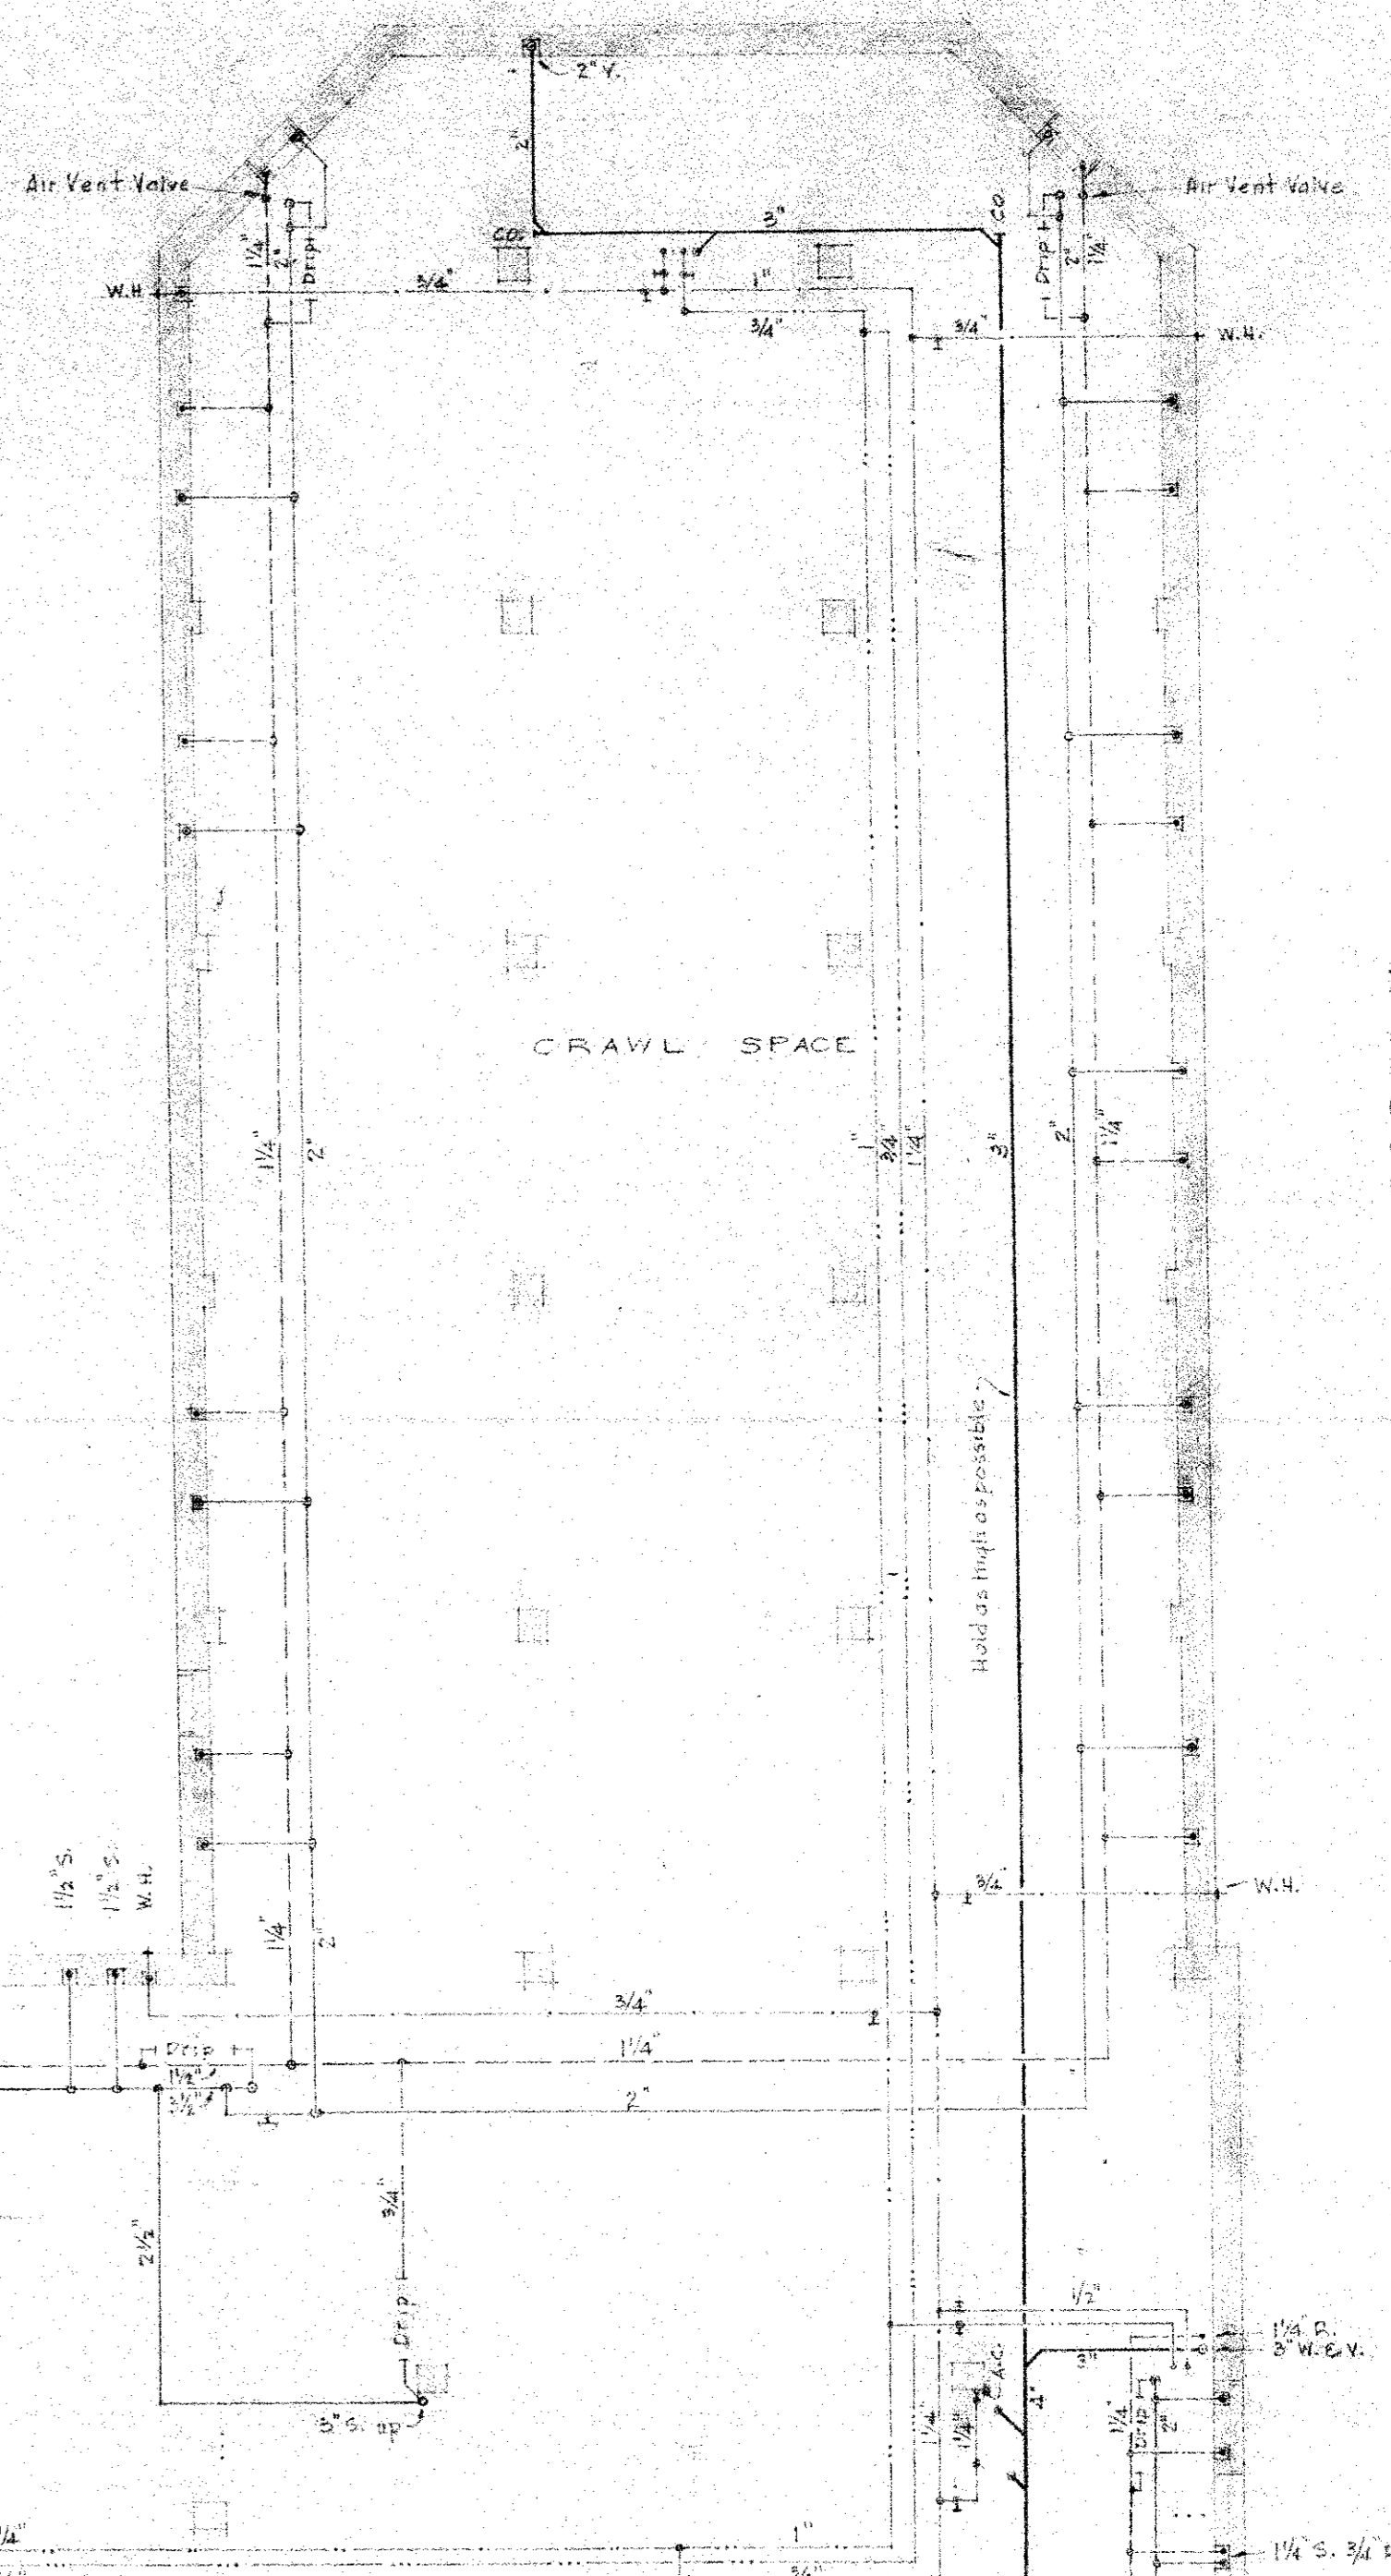 2" V.
2"
Air Vent Valve
Air Vent Valve
CO.
3"
CO
1¼"
2"
Drip
Drip
2"
1¼"
W.H
3/4"
1"
3/4"
3/4"
W.H.
CRAWL SPACE
1¼"
2"
1"
3/4"
1¼"
3"
2"
1¼"
Hold as high as possible
1½" S.
1½" S.
W.H.
1¼"
2"
3/4"
W.H.
3/4"
Drip
1½"
3½"
1¼"
2"
2½"
3/4"
Drip
3" S. up
1/2"
1¼" R.
3" W. & V.
3"
A.C.
4"
1¼"
1¼"
1¼"
Drip
2"
1"
3/4"
1¼" S. 3/4"